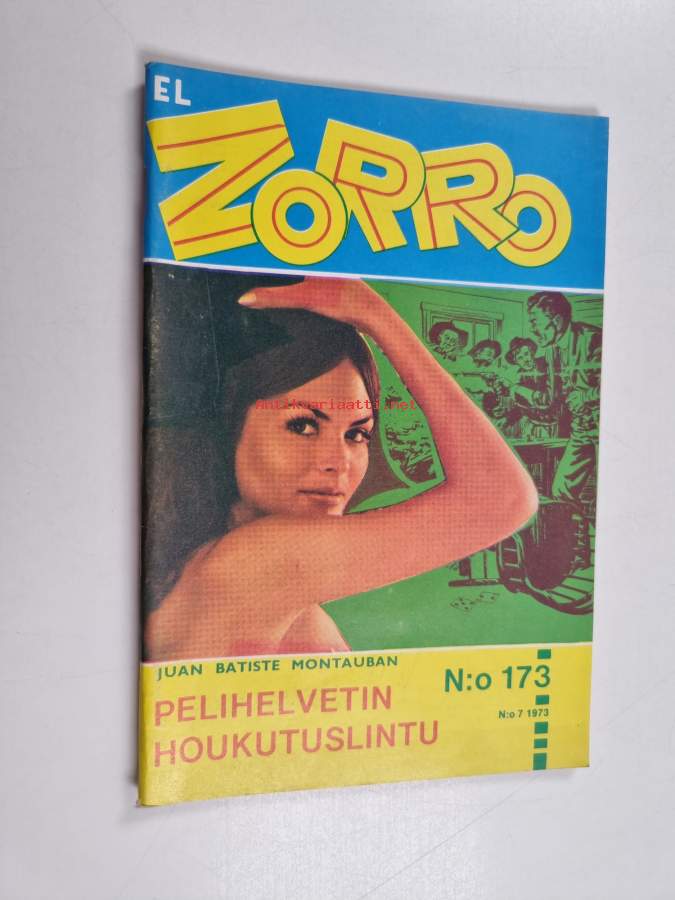 EL
ZORRO
Antikvariaatti.net
JUAN BATISTE MONTAUBAN
N:o 173
PELIHELVETIN
N:o 7 1973
HOUKUTUSLINTU